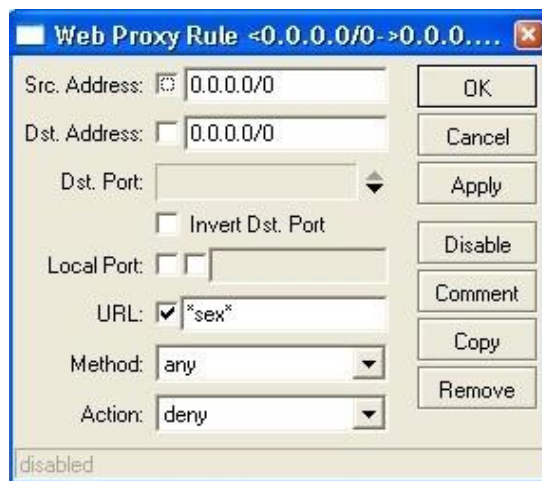 Web Proxy Rule <0.0.0.0/0->0.0.0....
Src. Address: 0.0.0.0/0
OK
Dst. Address: 0.0.0.0/0
Cancel
Dst. Port:
Apply
Invert Dst. Port
Disable
Local Port:
Comment
URL: *sex*
Copy
Method: any
Remove
Action: deny
disabled